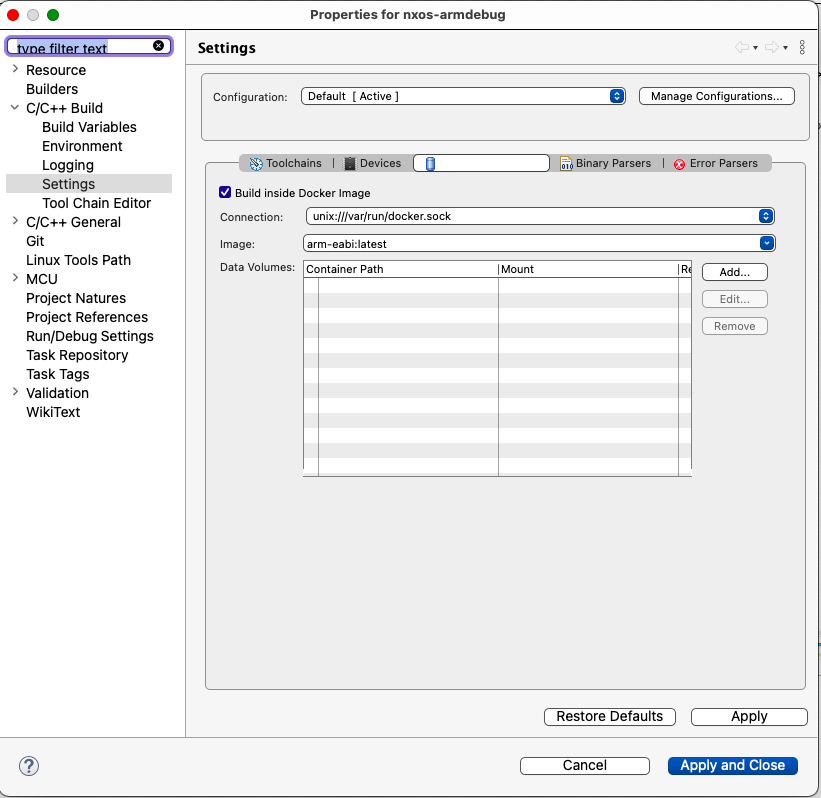 Properties for nxos-armdebug
type filter text
Settings
Resource
Builders
C/C++ Build
Build Variables
Environment
Logging
Settings
Tool Chain Editor
C/C++ General
Git
Linux Tools Path
MCU
Project Natures
Project References
Run/Debug Settings
Task Repository
Task Tags
Validation
WikiText
Configuration: Default [ Active ] Manage Configurations...
Toolchains Devices Binary Parsers Error Parsers
Build inside Docker Image
Connection: unix:///var/run/docker.sock
Image: arm-eabi:latest
Data Volumes: Container Path Mount Re
Add...
Edit...
Remove
Restore Defaults Apply
? Cancel Apply and Close